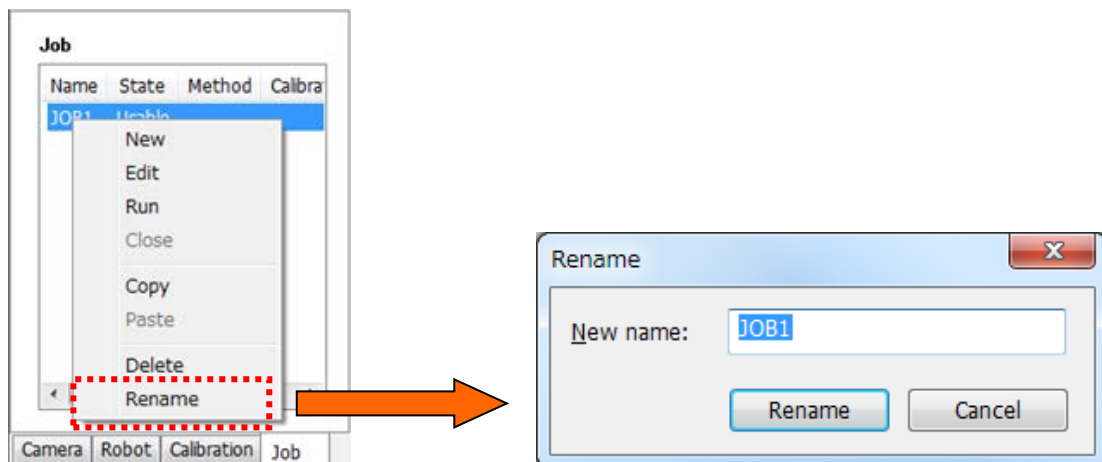 Job
Name State Method Calibra
JOB1 Usable
New
Edit
Run
Close
Copy
Paste
Delete
Rename
Camera Robot Calibration Job
Rename
New name: JOB1
Rename Cancel